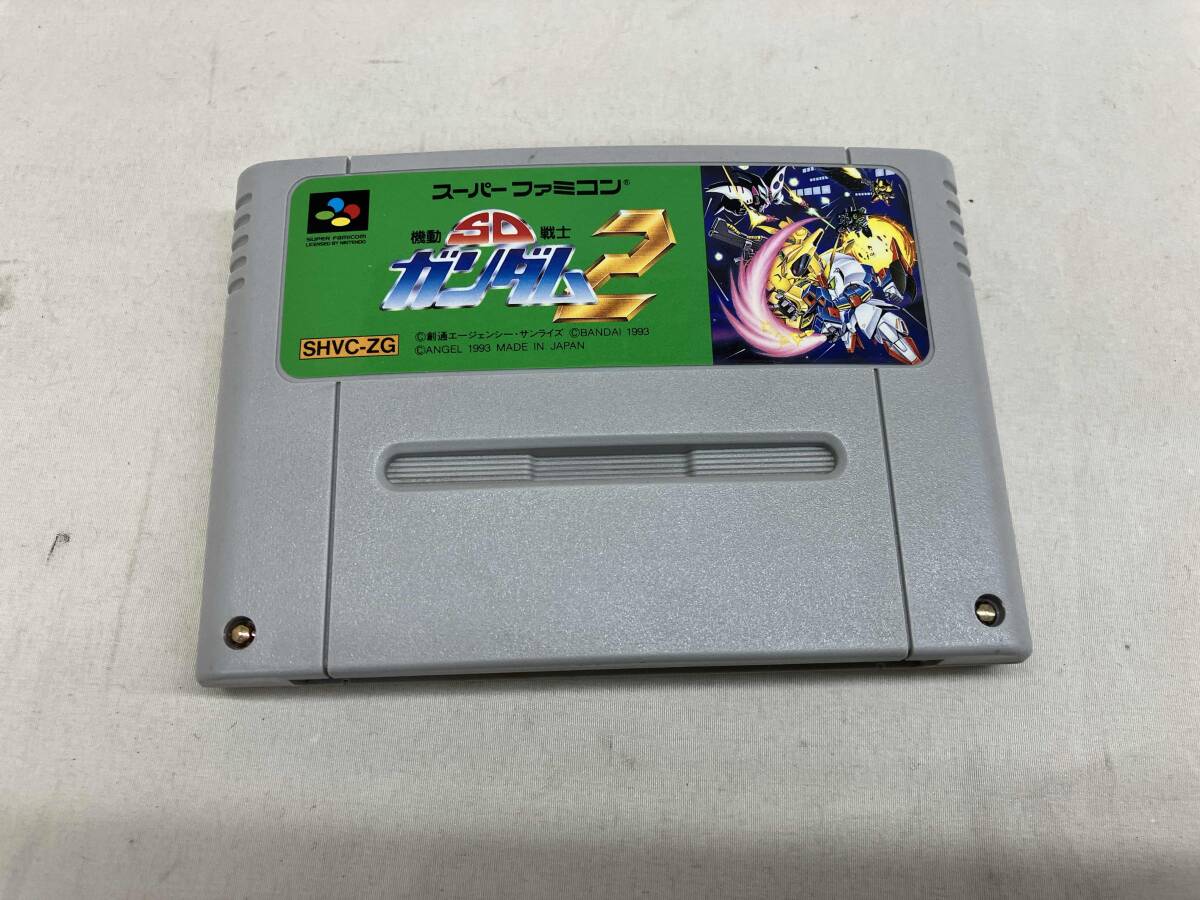 スーパーファミコン®
SUPER FAMICOM
LICENSED BY NINTENDO
機動 SD 戦士
ガンダム2
SHVC-ZG
©創通エージェンシー・サンライズ ©BANDAI 1993
©ANGEL 1993 MADE IN JAPAN